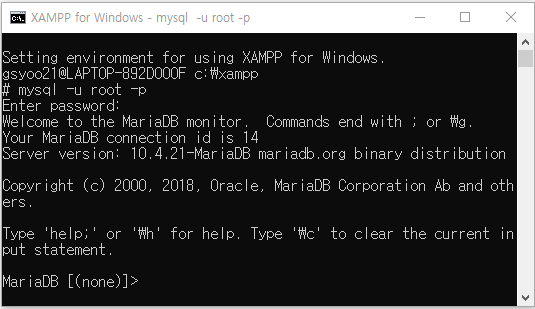 XAMPP for Windows - mysql -u root -p
Setting environment for using XAMPP for Windows.
gsyoo21@LAPTOP-892D000F c:₩xampp
# mysql -u root -p
Enter password:
Welcome to the MariaDB monitor.  Commands end with ; or ₩g.
Your MariaDB connection id is 14
Server version: 10.4.21-MariaDB mariadb.org binary distribution
Copyright (c) 2000, 2018, Oracle, MariaDB Corporation Ab and oth
ers.
Type 'help;' or '₩h' for help. Type '₩c' to clear the current in
put statement.
MariaDB [(none)]>